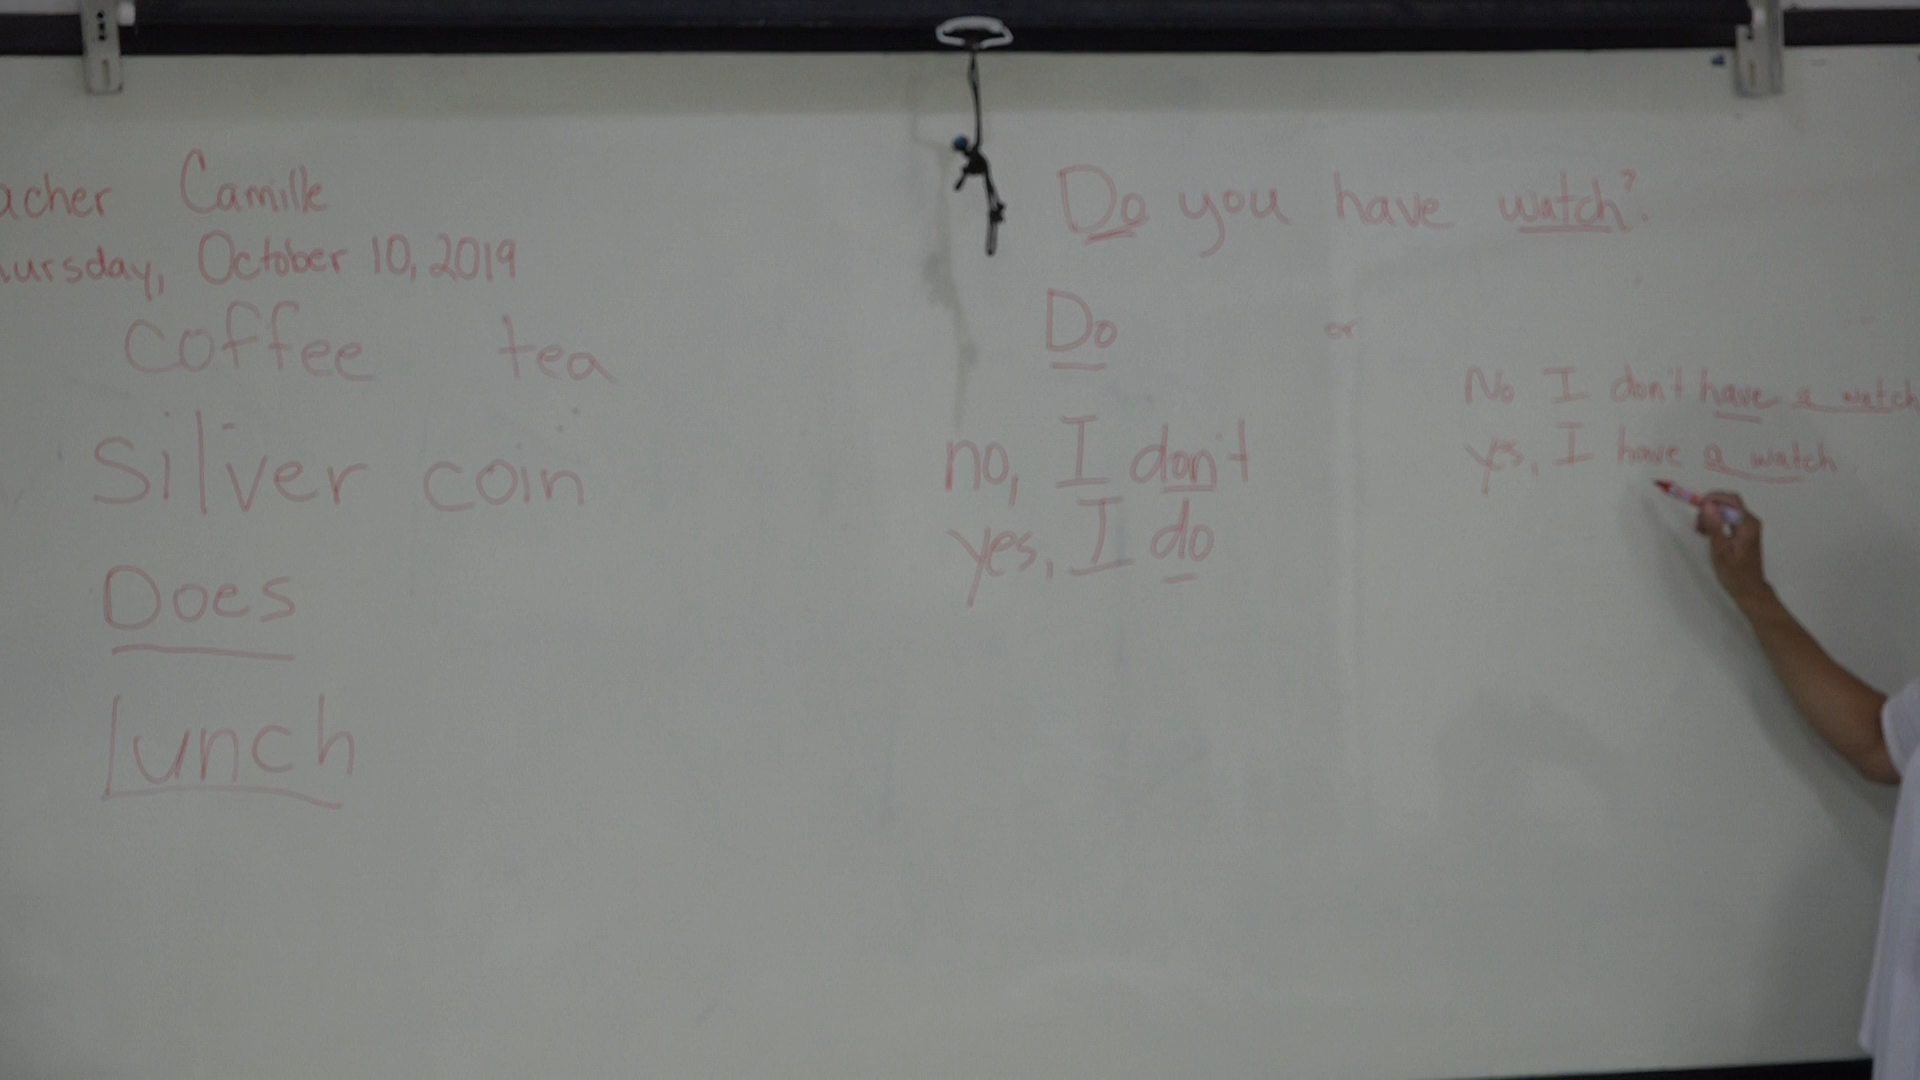 acher Camille
ursday, October 10, 2019
coffee tea
Silver coin
Does
lunch
Do you have watch?
Do or
no, I don't
yes, I do
No I don't have a watch
yes, I have a watch